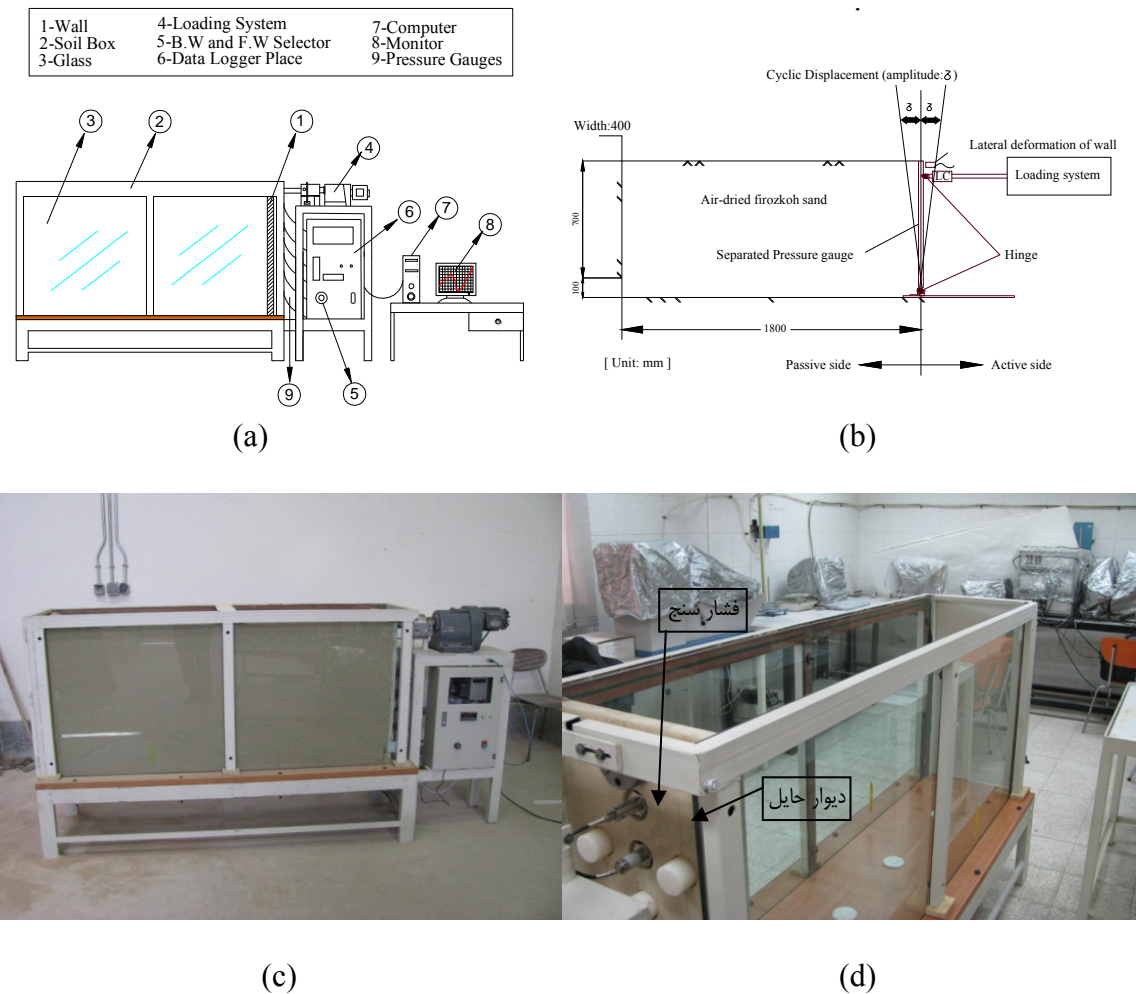 1-Wall
2-Soil Box
3-Glass
4-Loading System
5-B.W and F.W Selector
6-Data Logger Place
7-Computer
8-Monitor
9-Pressure Gauges
3
2
1
4
6
7
8
9
5
(a)
Cyclic Displacement (amplitude:δ)
δ δ
Width:400
Lateral deformation of wall
LC
Loading system
Air-dried firozkoh sand
700
Separated Pressure gauge
Hinge
100
1800
[ Unit: mm ]
Passive side
Active side
(b)
فشار سنج
دیوار حایل
(c)
(d)